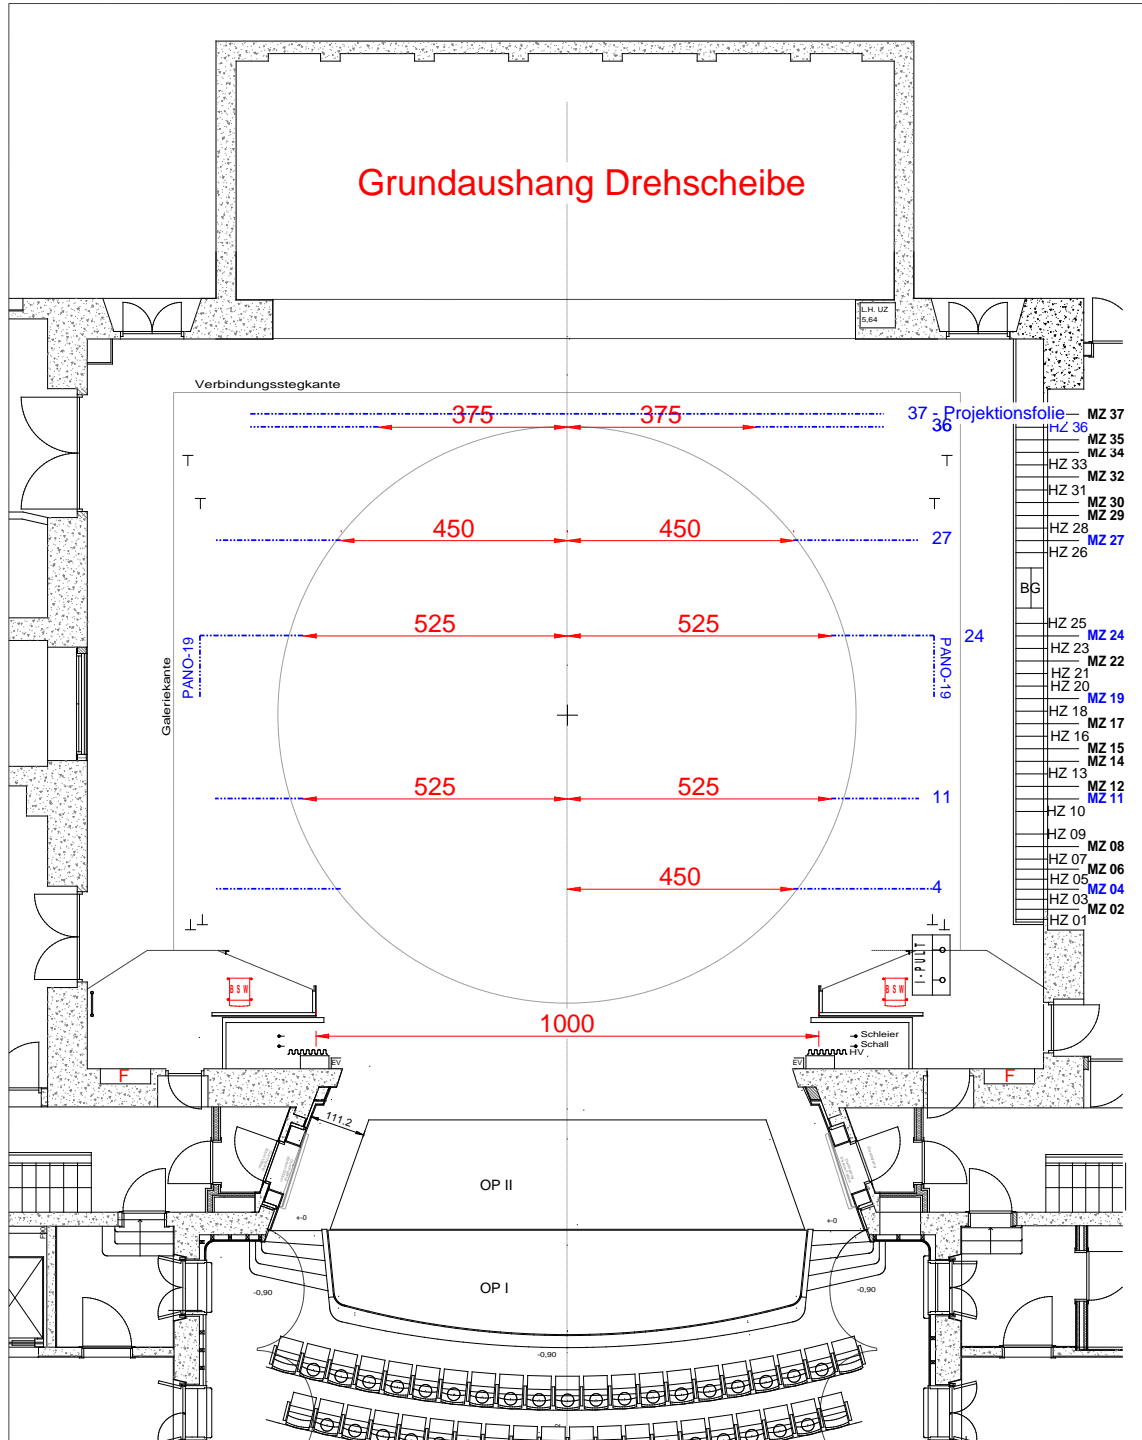 Grundaushang Drehscheibe
L.H. UZ
5,64
Verbindungsstegkante
375
375
37 - Projektionsfolie
MZ 37
36
HZ 36
MZ 35
MZ 34
HZ 33
MZ 32
HZ 31
MZ 30
MZ 29
HZ 28
450
450
27
MZ 27
HZ 26
BG
HZ 25
525
525
24
MZ 24
HZ 23
MZ 22
PANO-19
PANO-19
Galeriekante
HZ 21
HZ 20
MZ 19
HZ 18
MZ 17
HZ 16
MZ 15
MZ 14
HZ 13
MZ 12
525
525
11
MZ 11
HZ 10
HZ 09
MZ 08
HZ 07
MZ 06
HZ 05
450
4
MZ 04
HZ 03
MZ 02
HZ 01
I-PULT
BSW
BSW
1000
Schleier
Schall
HV
EV
EV
F
F
111.2
OP II
+-0
+-0
OP I
-0,90
-0,90
-0,90